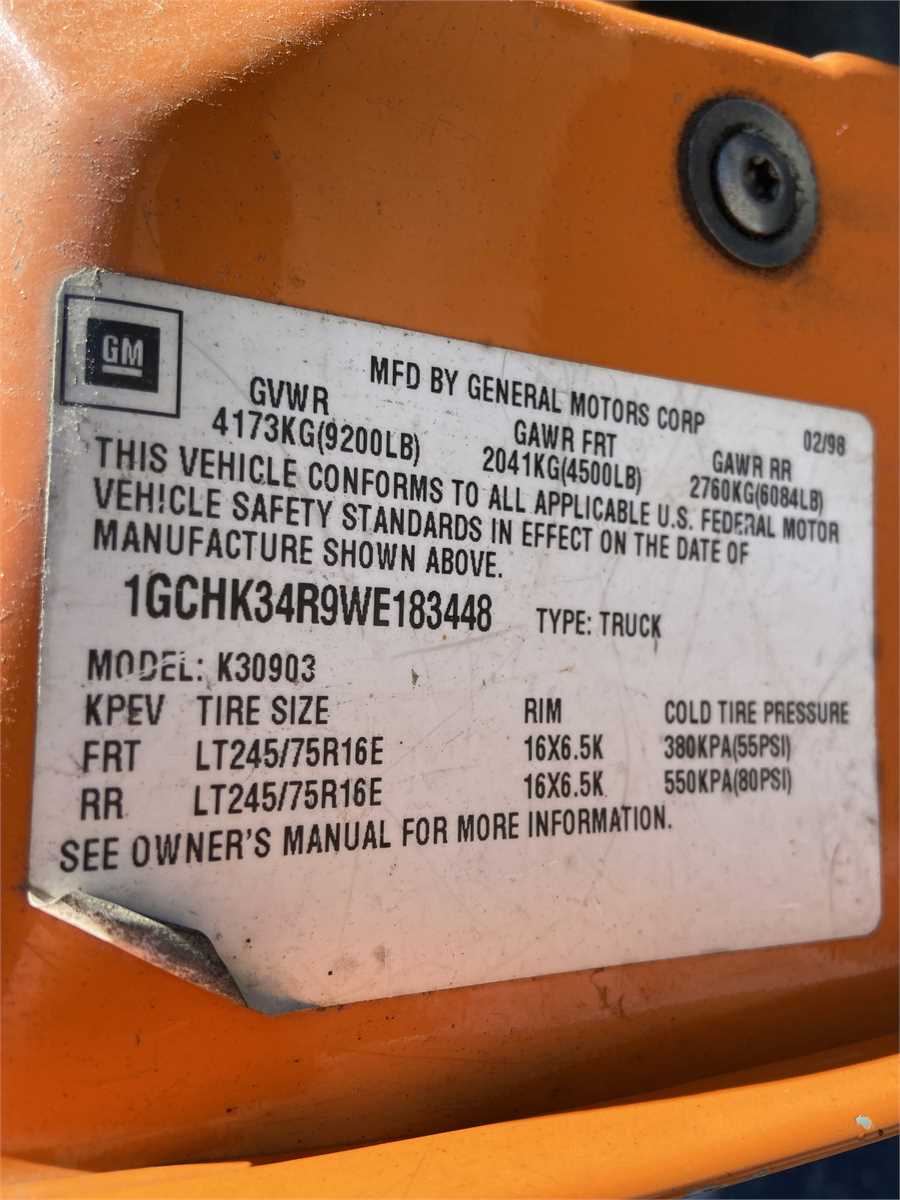 GM
MFD BY GENERAL MOTORS CORP 02/98
GVWR GAWR FRT GAWR RR
4173KG(9200LB) 2041KG(4500LB) 2760KG(6084LB)
THIS VEHICLE CONFORMS TO ALL APPLICABLE U.S. FEDERAL MOTOR
VEHICLE SAFETY STANDARDS IN EFFECT ON THE DATE OF
MANUFACTURE SHOWN ABOVE.
1GCHK34R9WE183448 TYPE: TRUCK
MODEL: K30903
KPEV TIRE SIZE RIM COLD TIRE PRESSURE
FRT LT245/75R16E 16X6.5K 380KPA(55PSI)
RR LT245/75R16E 16X6.5K 550KPA(80PSI)
SEE OWNER'S MANUAL FOR MORE INFORMATION.